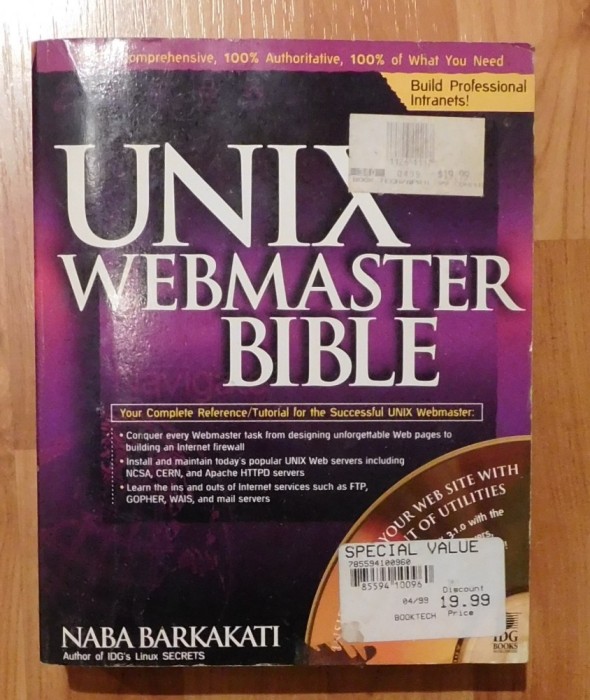 omprehensive, 100% Authoritative, 100% of What You Need
Build Professional
Intranets!
$19.99
UNIX
WEBMASTER
BIBLE
Your Complete Reference/Tutorial for the Successful UNIX Webmaster:
• Conquer every Webmaster task from designing unforgettable Web pages to
building an Internet firewall
• Install and maintain today's popular UNIX Web servers including
NCSA, CERN, and Apache HTTPD servers
• Learn the ins and outs of Internet services such as FTP,
GOPHER, WAIS, and mail servers
YOUR WEB SITE WITH
T OF UTILITIES
3.1.0 with the
SPECIAL VALUE
785594100960
85594 10096
Discount
04/99 19.99
BOOKTECH Price
NABA BARKAKATI
Author of IDG's Linux SECRETS
IDG
BOOKS